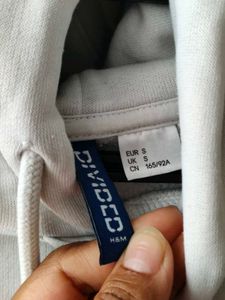 DIVIDED
H&M
EUR S
UK S
CN 165/92A